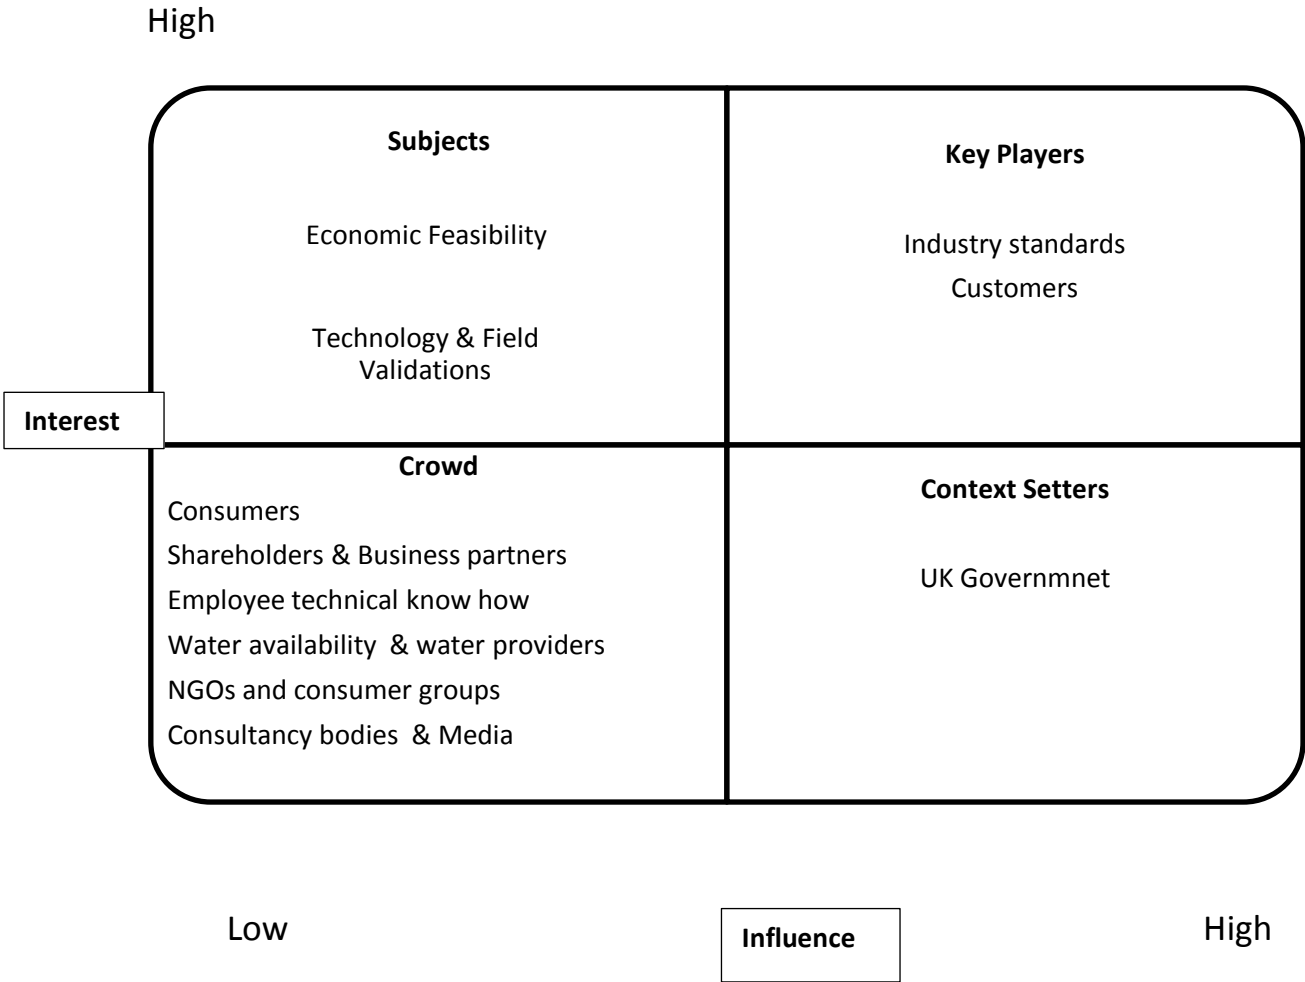 High
Subjects
Economic Feasibility
Technology & Field
Validations
Key Players
Industry standards
Customers
Interest
Crowd
Consumers
Shareholders & Business partners
Employee technical know how
Water availability  & water providers
NGOs and consumer groups
Consultancy bodies  & Media
Context Setters
UK Governmnet
Low
Influence
High